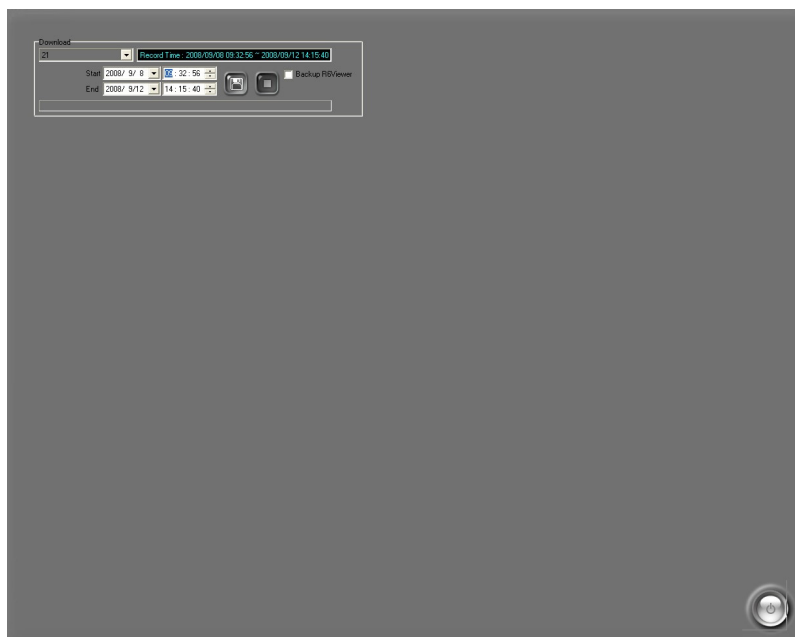 Download
21 Record Time : 2008/09/08 09:32:56 ~ 2008/09/12 14:15:40
Start 2008/ 9/ 8 09 : 32 : 56 Backup R6Viewer
End 2008/ 9/12 14 : 15 : 40